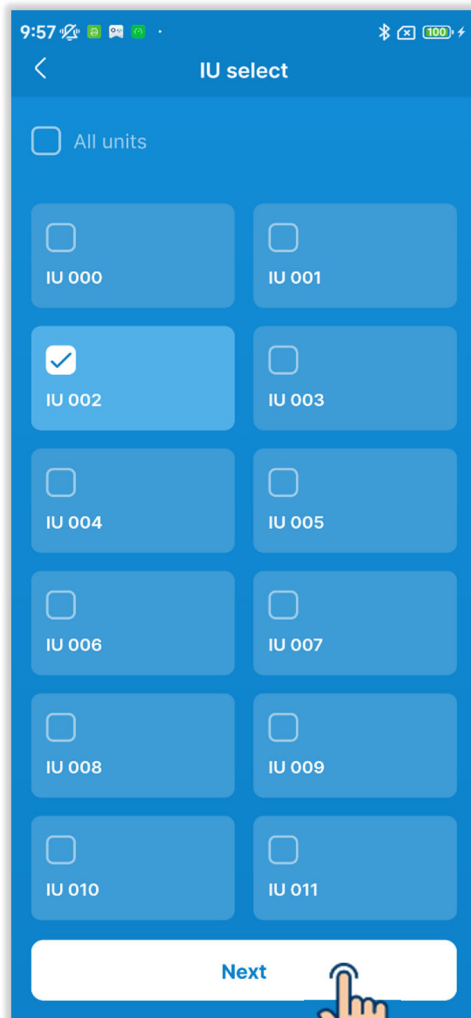 9:57
100
IU select
All units
IU 000
IU 001
IU 002
IU 003
IU 004
IU 005
IU 006
IU 007
IU 008
IU 009
IU 010
IU 011
Next